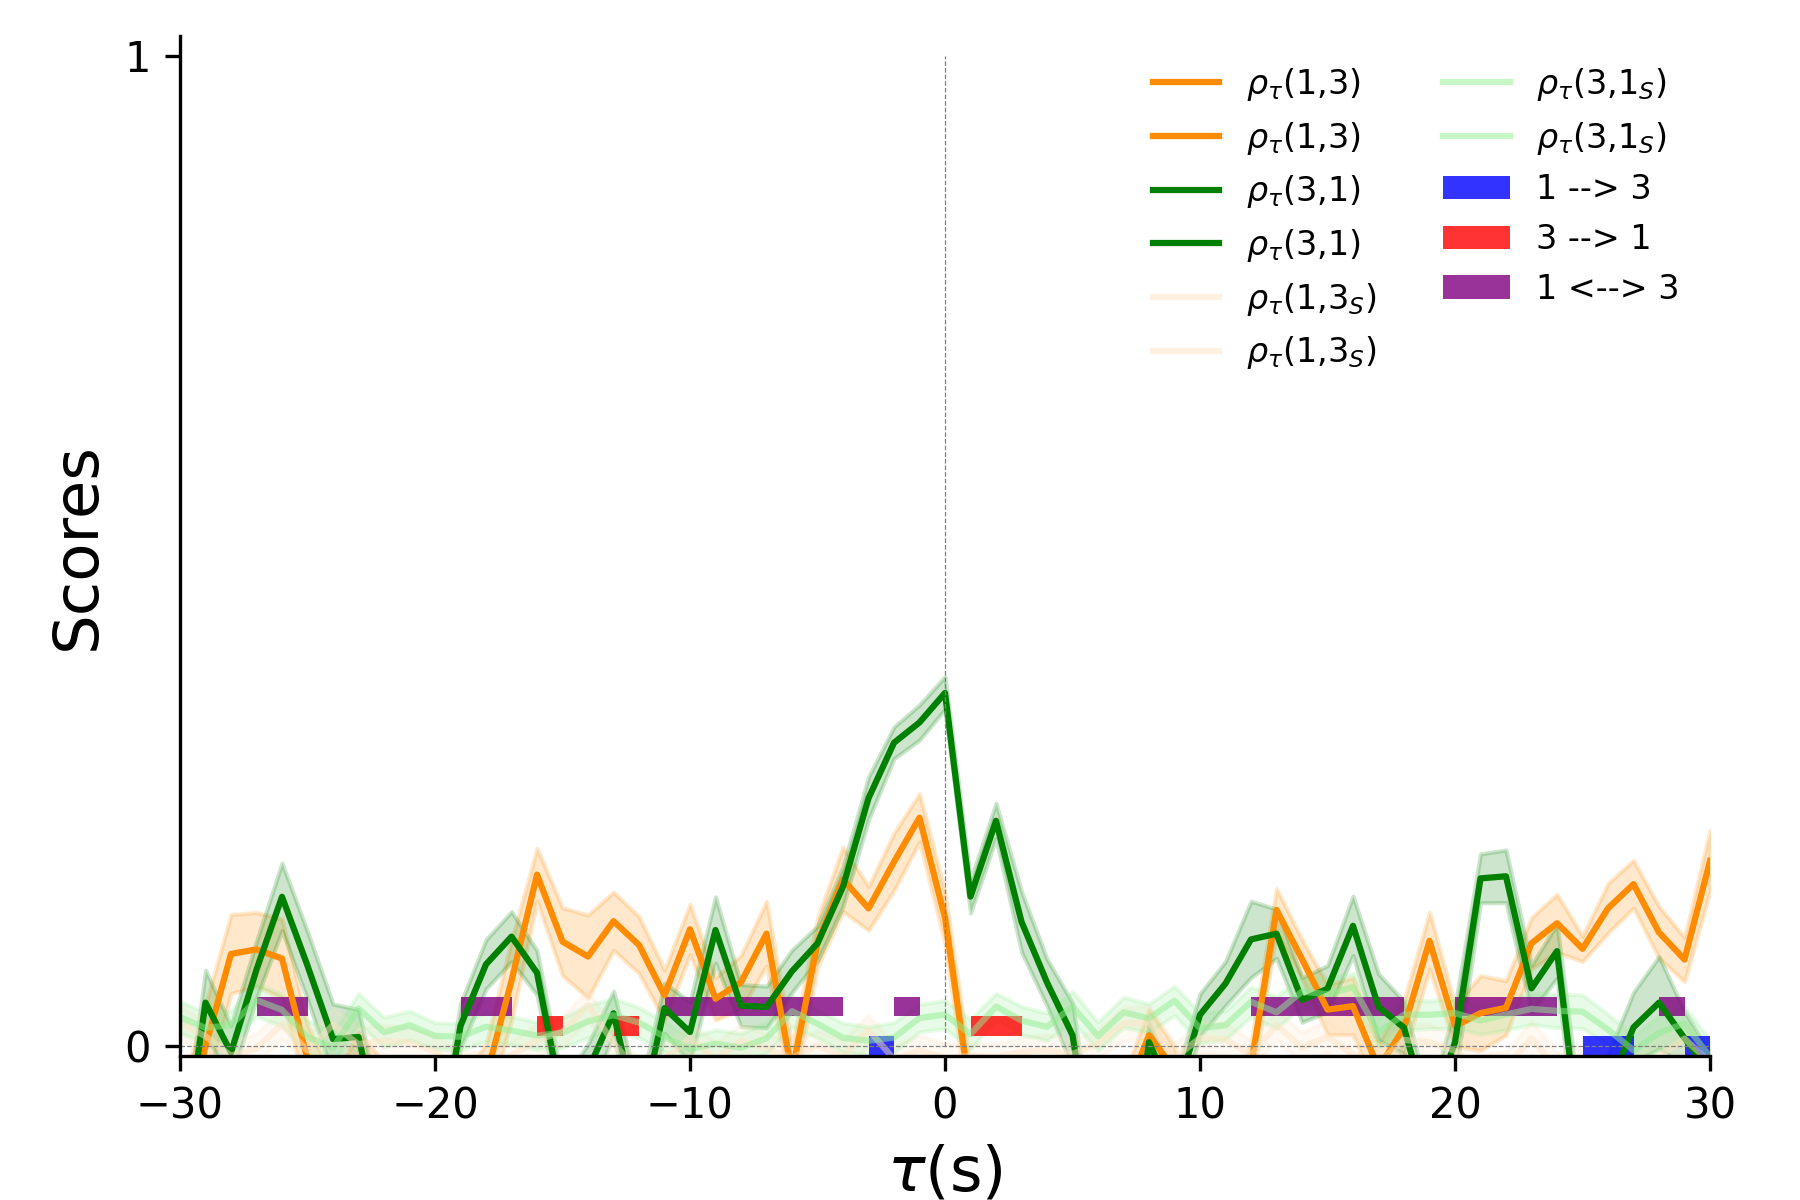 1
Scores
0
−30 −20 −10 0 10 20 30
τ(s)
ρτ(1,3)
ρτ(1,3)
ρτ(3,1)
ρτ(3,1)
ρτ(1,3S)
ρτ(1,3S)
ρτ(3,1S)
ρτ(3,1S)
1 --> 3
3 --> 1
1 <--> 3